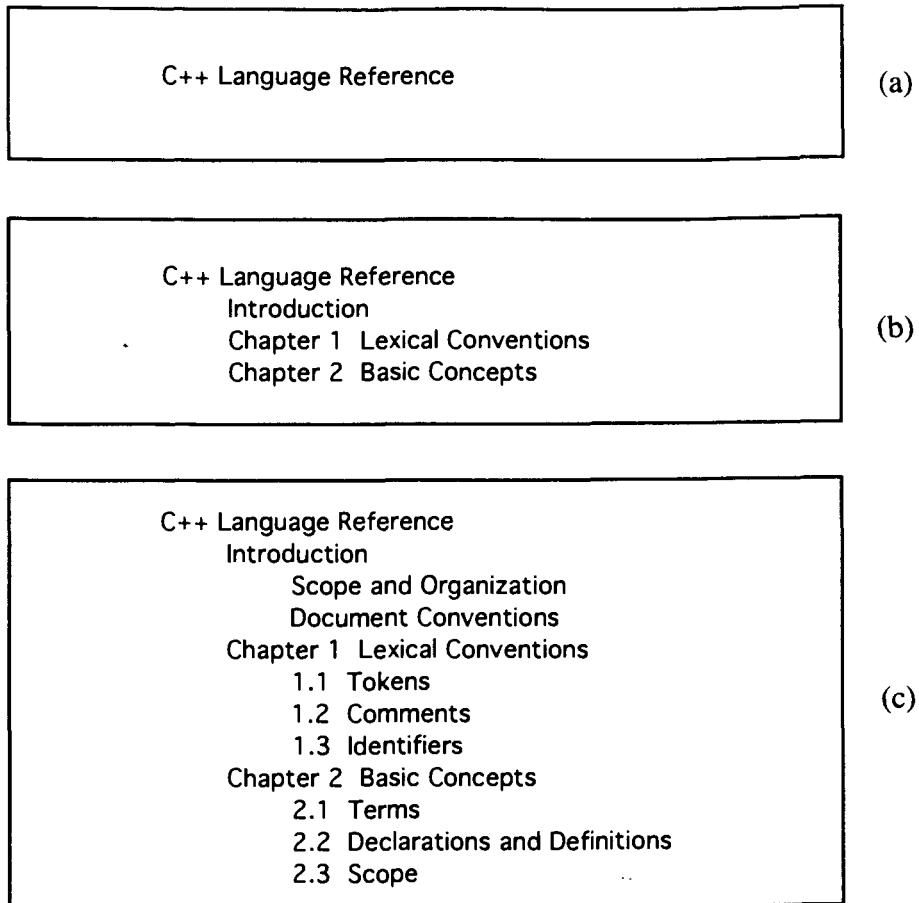 C++ Language Reference
(a)
C++ Language Reference
Introduction
Chapter 1 Lexical Conventions
Chapter 2 Basic Concepts
(b)
C++ Language Reference
Introduction
Scope and Organization
Document Conventions
Chapter 1 Lexical Conventions
1.1 Tokens
1.2 Comments
1.3 Identifiers
Chapter 2 Basic Concepts
2.1 Terms
2.2 Declarations and Definitions
2.3 Scope
(c)